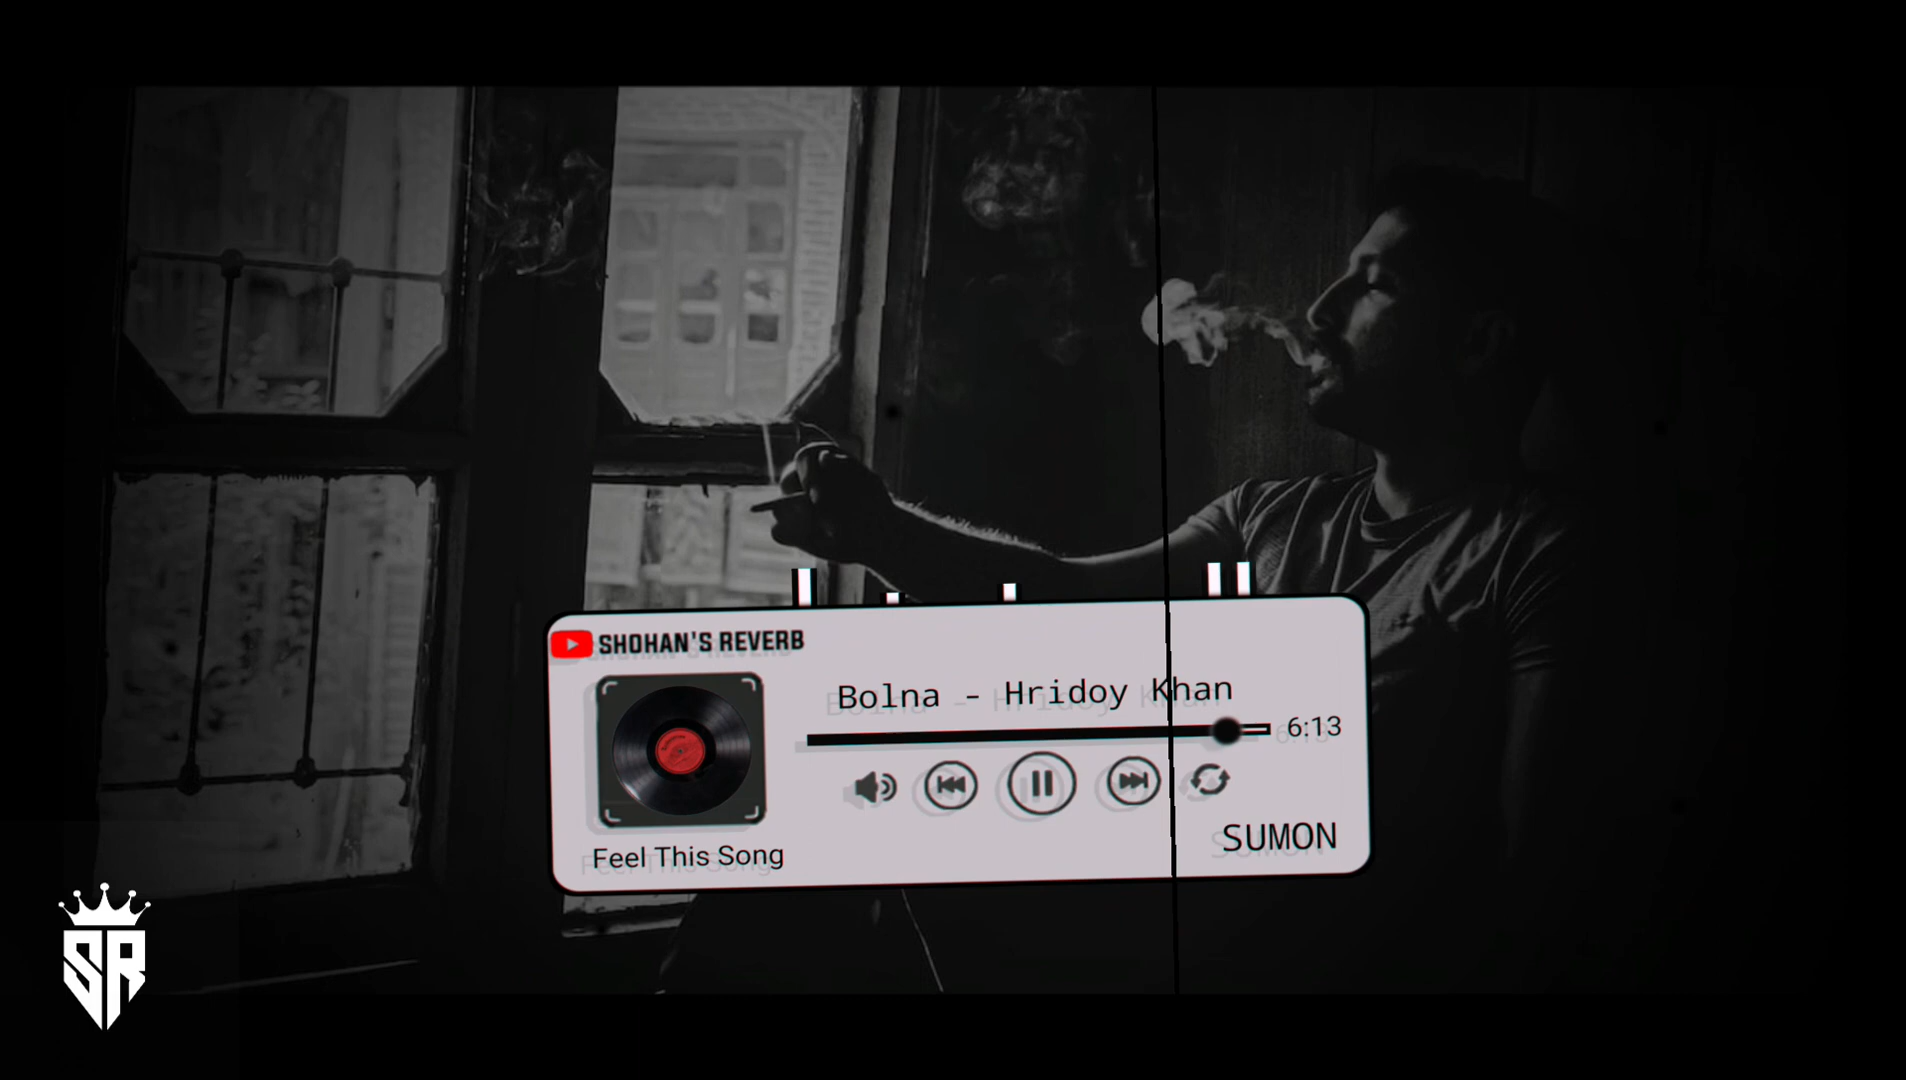 SHOHAN'S REVERB
Bolna - Hridoy Khan
6:13
Feel This Song
SUMON
SR